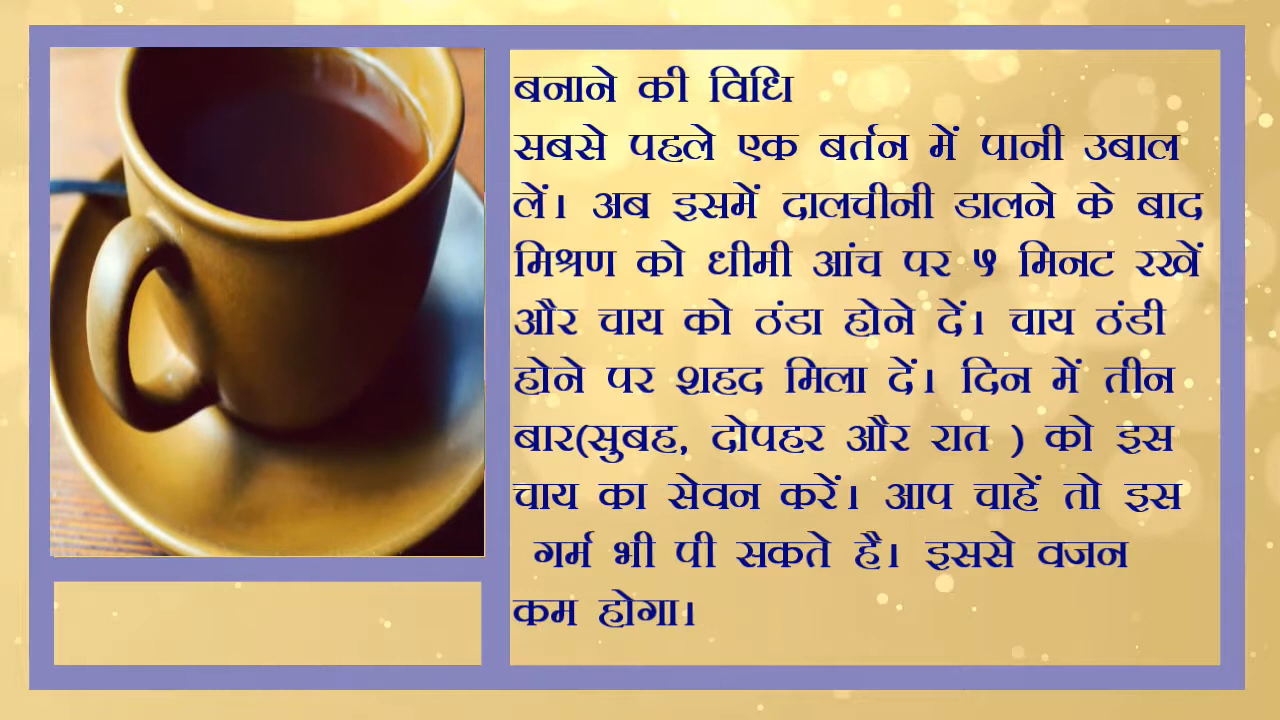 बनाने की विधि
सबसे पहले एक बर्तन में पानी उबाल
लें। अब इसमें दालचीनी डालने के बाद
मिश्रण को धीमी आंच पर ५ मिनट रखें
और चाय को ठंडा होने दें। चाय ठंडी
होने पर शहद मिला दें। दिन में तीन
बार(सुबह, दोपहर और रात ) को इस
चाय का सेवन करें। आप चाहें तो इस
गर्म भी पी सकते है। इससे वजन
कम होगा।